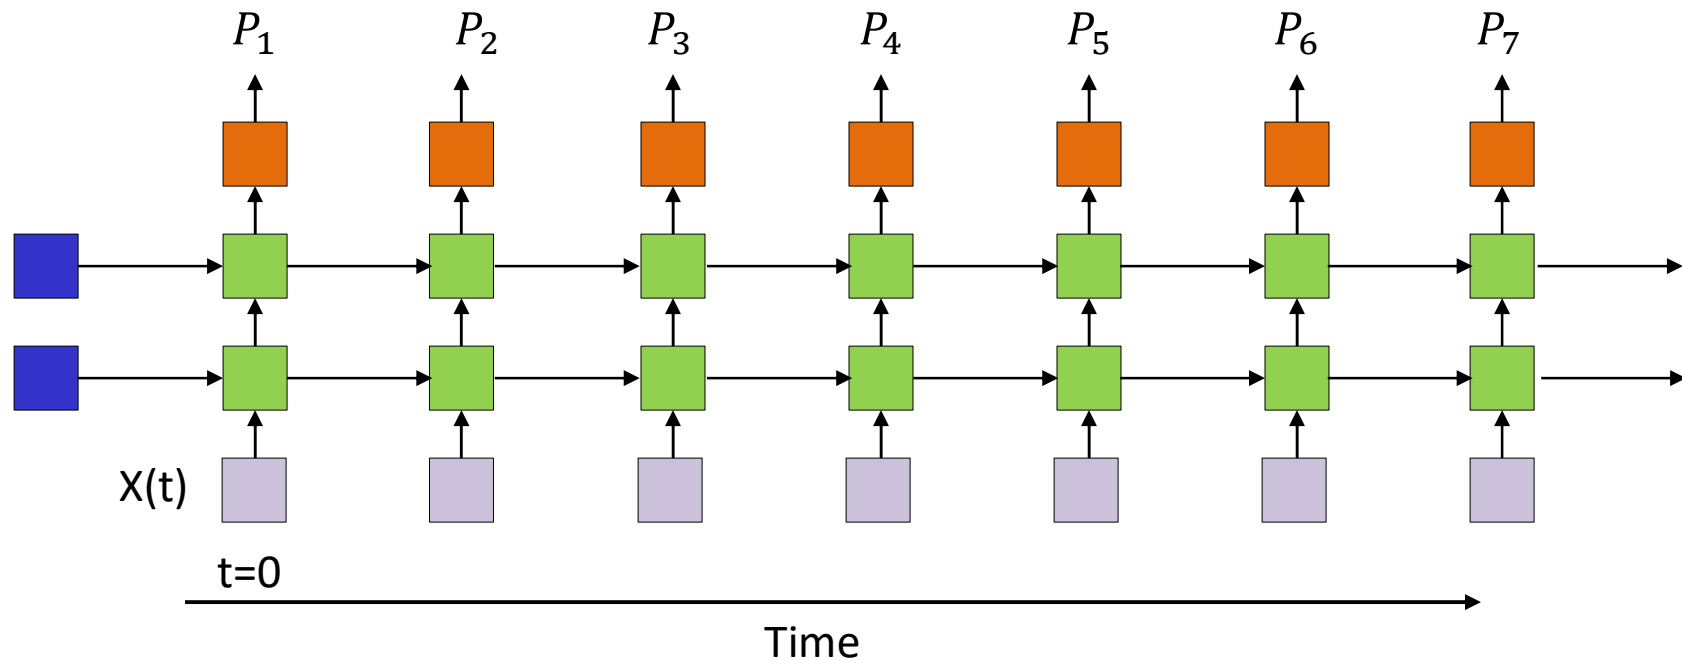 P₁ P₂ P₃ P₄ P₅ P₆ P₇
X(t)
t=0
Time